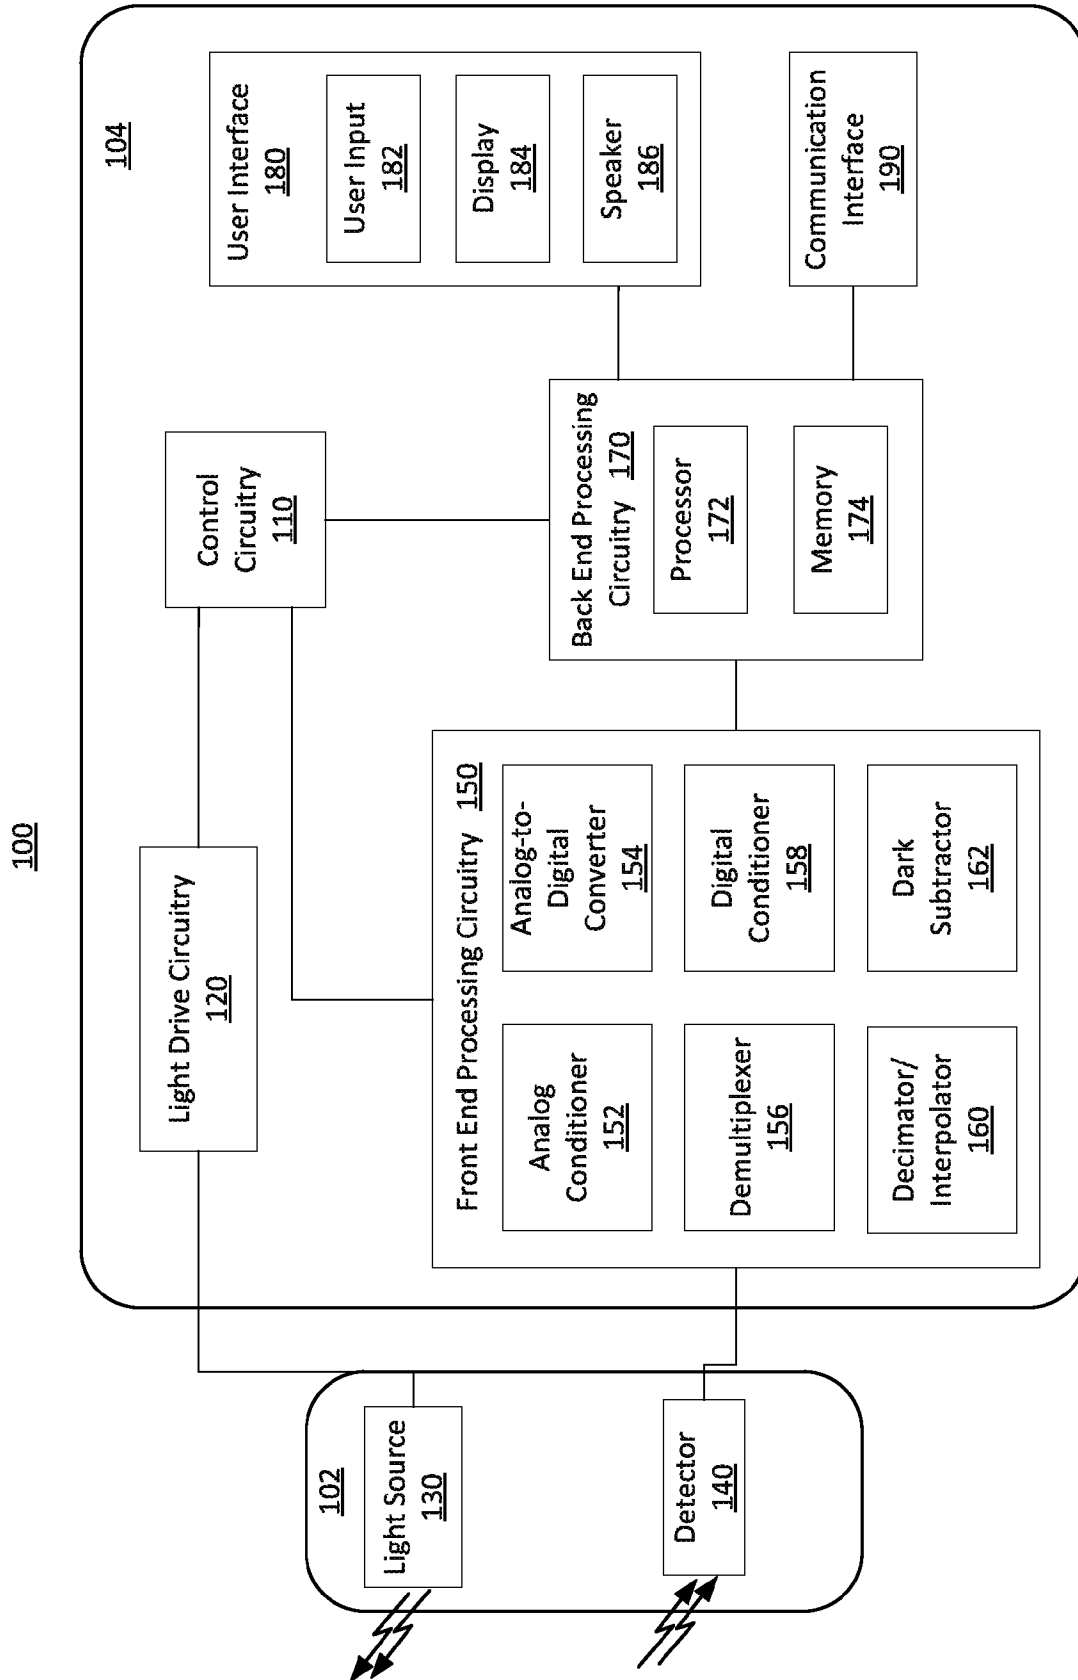 100
104
102
Light Source
130
Detector
140
Light Drive Circuitry
120
Control
Circuitry
110
Front End Processing Circuitry 150
Analog
Conditioner
152
Analog-to-
Digital
Converter
154
Demultiplexer
156
Digital
Conditioner
158
Decimator/
Interpolator
160
Dark
Subtractor
162
Back End Processing
Circuitry 170
Processor
172
Memory
174
User Interface
180
User Input
182
Display
184
Speaker
186
Communication
Interface
190